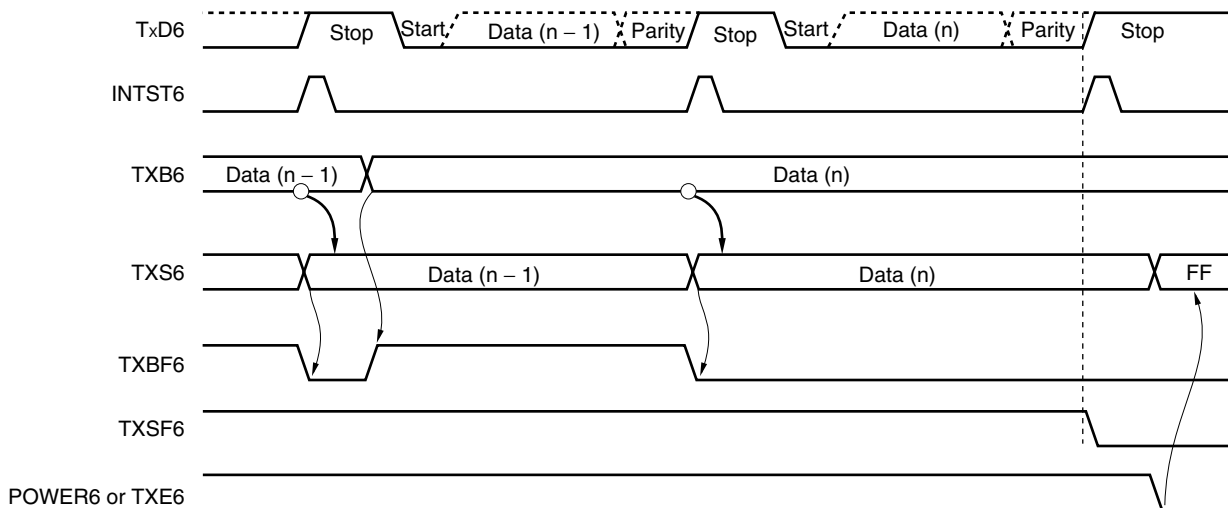 TxD6 Stop Start Data (n – 1) Parity Stop Start Data (n) Parity Stop
INTST6
TXB6 Data (n – 1) Data (n)
TXS6 Data (n – 1) Data (n) FF
TXBF6
TXSF6
POWER6 or TXE6